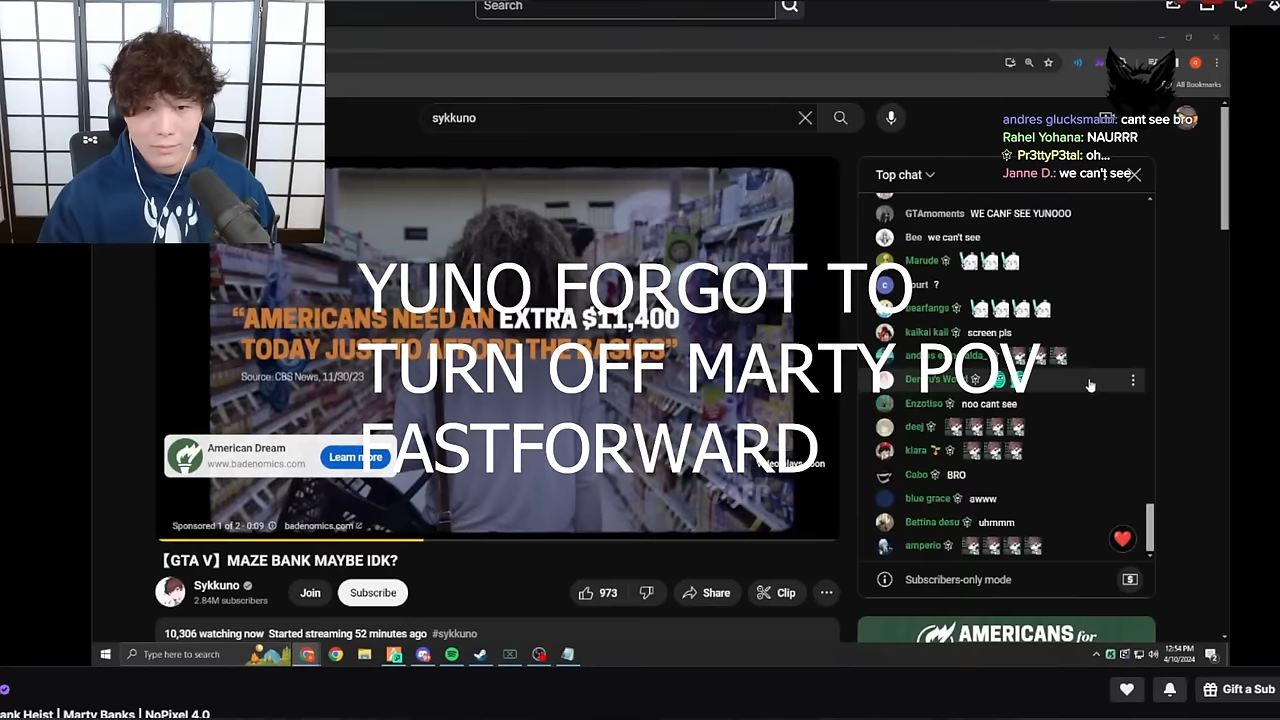 Search
All Bookmarks
sykkuno
andres glucksmann: cant see bro
Rahel Yohana: NAURRR
Pr3ttyP3tal: oh...
Janne D.: we can't see
Top chat
GTAmoments WE CANF SEE YUNOOO
Bee we can't see
Marude
?
bearfangs
kaikai kaii screen pls
Enzotiso noo cant see
deej
kiara
Cabo BRO
blue grace awww
Bettina desu uhmmm
amperio
Subscribers-only mode
YUNO FORGOT TO
TURN OFF MARTY POV
FASTFORWARD
“AMERICANS NEED AN EXTRA $11,400
TODAY JUST TO AFFORD THE BASICS”
Source: CBS News, 11/30/23
American Dream
www.badenomics.com
Learn more
Sponsored 1 of 2 · 0:09
badenomics.com
【GTA V】MAZE BANK MAYBE IDK?
Sykkuno
2.84M subscribers
Join
Subscribe
973
Share
Clip
10,306 watching now Started streaming 52 minutes ago #sykkuno
AMERICANS for
Type here to search
12:54 PM
4/10/2024
Gift a Sub
ank Heist | Marty Banks | NoPixel 4.0